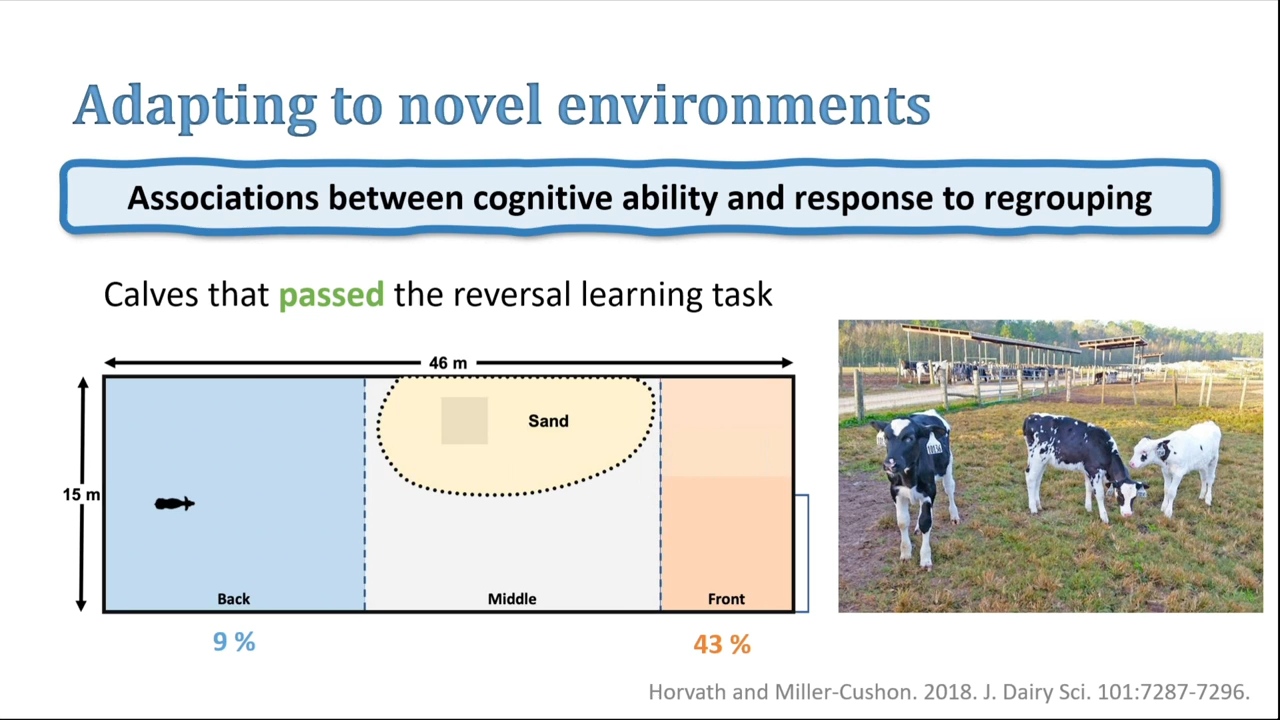 Adapting to novel environments
Associations between cognitive ability and response to regrouping
Calves that passed the reversal learning task
46 m
Sand
15 m
Back
Middle
Front
9 %
43 %
Horvath and Miller-Cushon. 2018. J. Dairy Sci. 101:7287-7296.